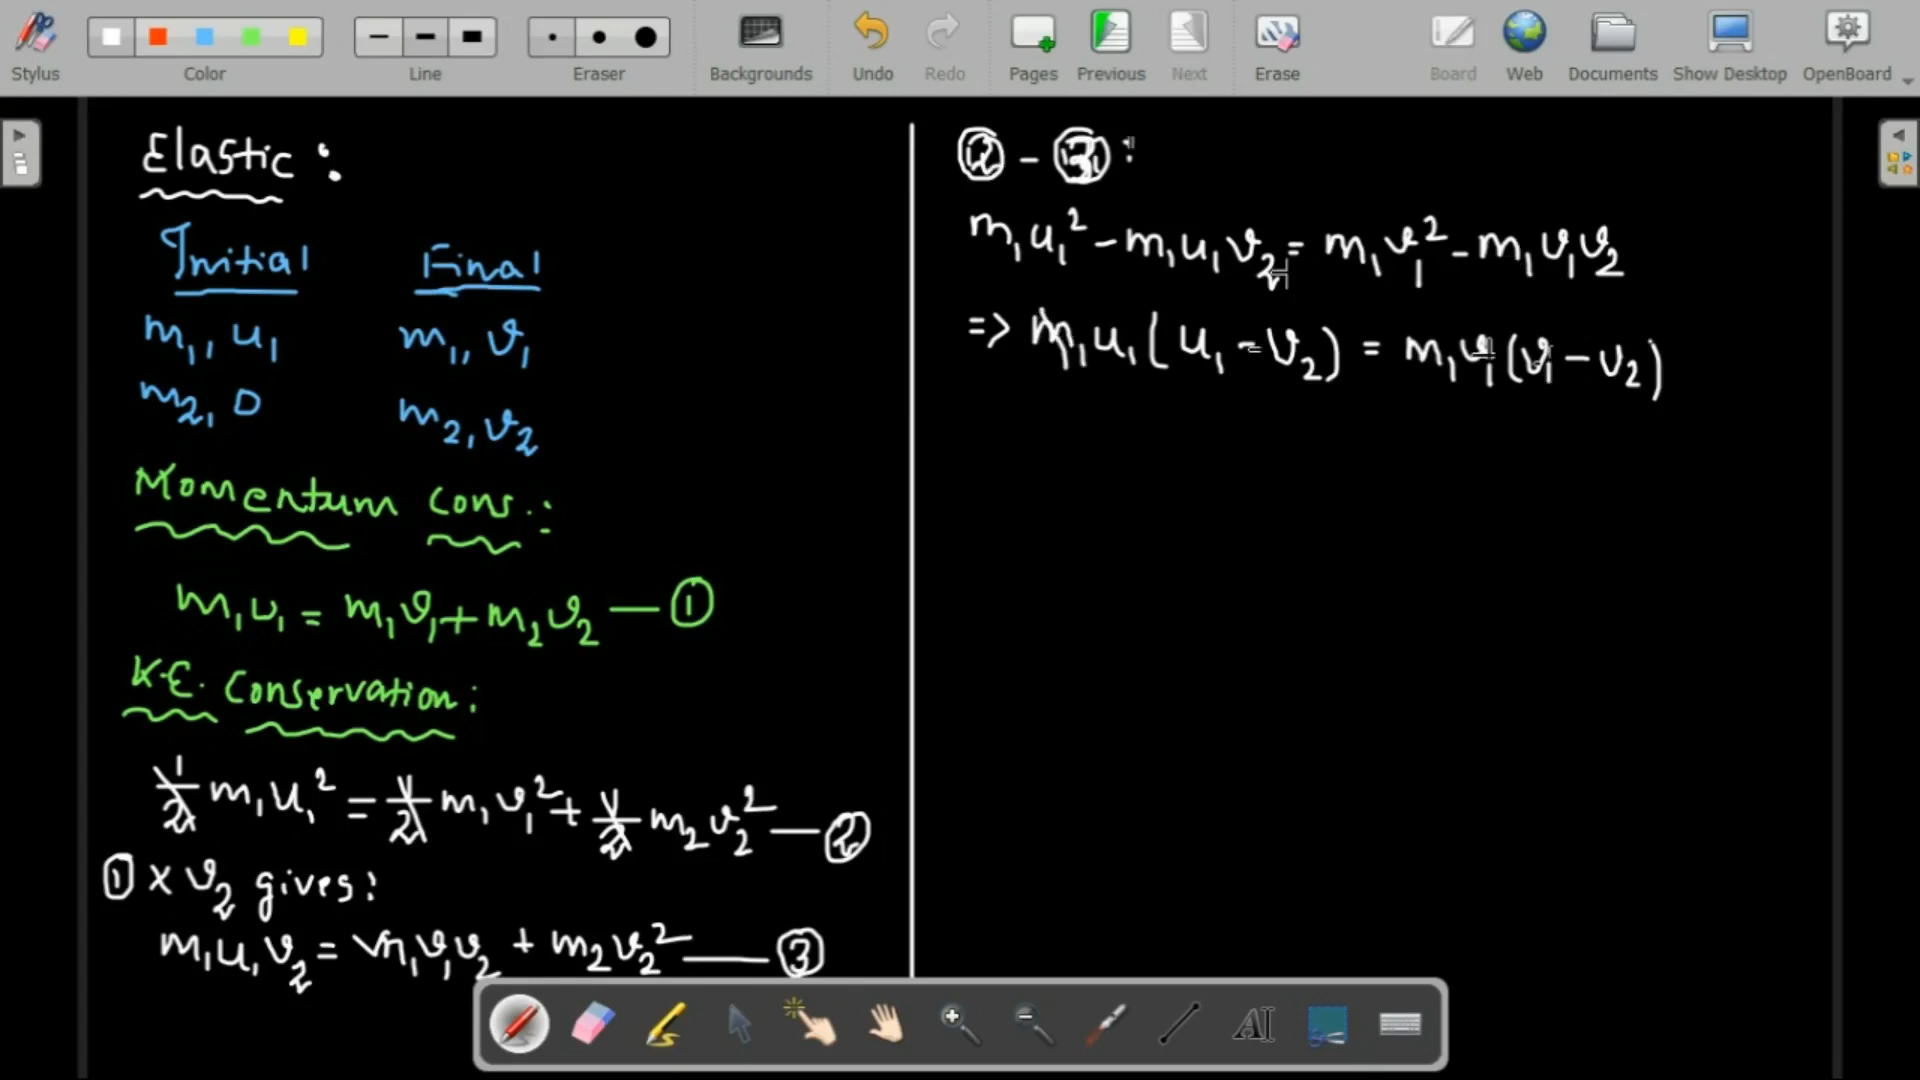 Stylus Color Line Eraser Backgrounds Undo Redo Pages Previous Next Erase Board Web Documents Show Desktop OpenBoard
Elastic :
Initial Final
m₁, u₁ m₁, v₁
m₂, 0 m₂, v₂
Momentum Cons.:
m₁u₁ = m₁v₁ + m₂v₂ — ①
K.E. Conservation:
1/2 m₁u₁² = 1/2 m₁v₁² + 1/2 m₂v₂² — ②
① x v₂ gives:
m₁u₁v₂ = m₁v₁v₂ + m₂v₂² — ③
② - ③ :
m₁u₁² - m₁u₁v₂ = m₁v₁² - m₁v₁v₂
=> m₁u₁(u₁ - v₂) = m₁v₁(v₁ - v₂)
AI